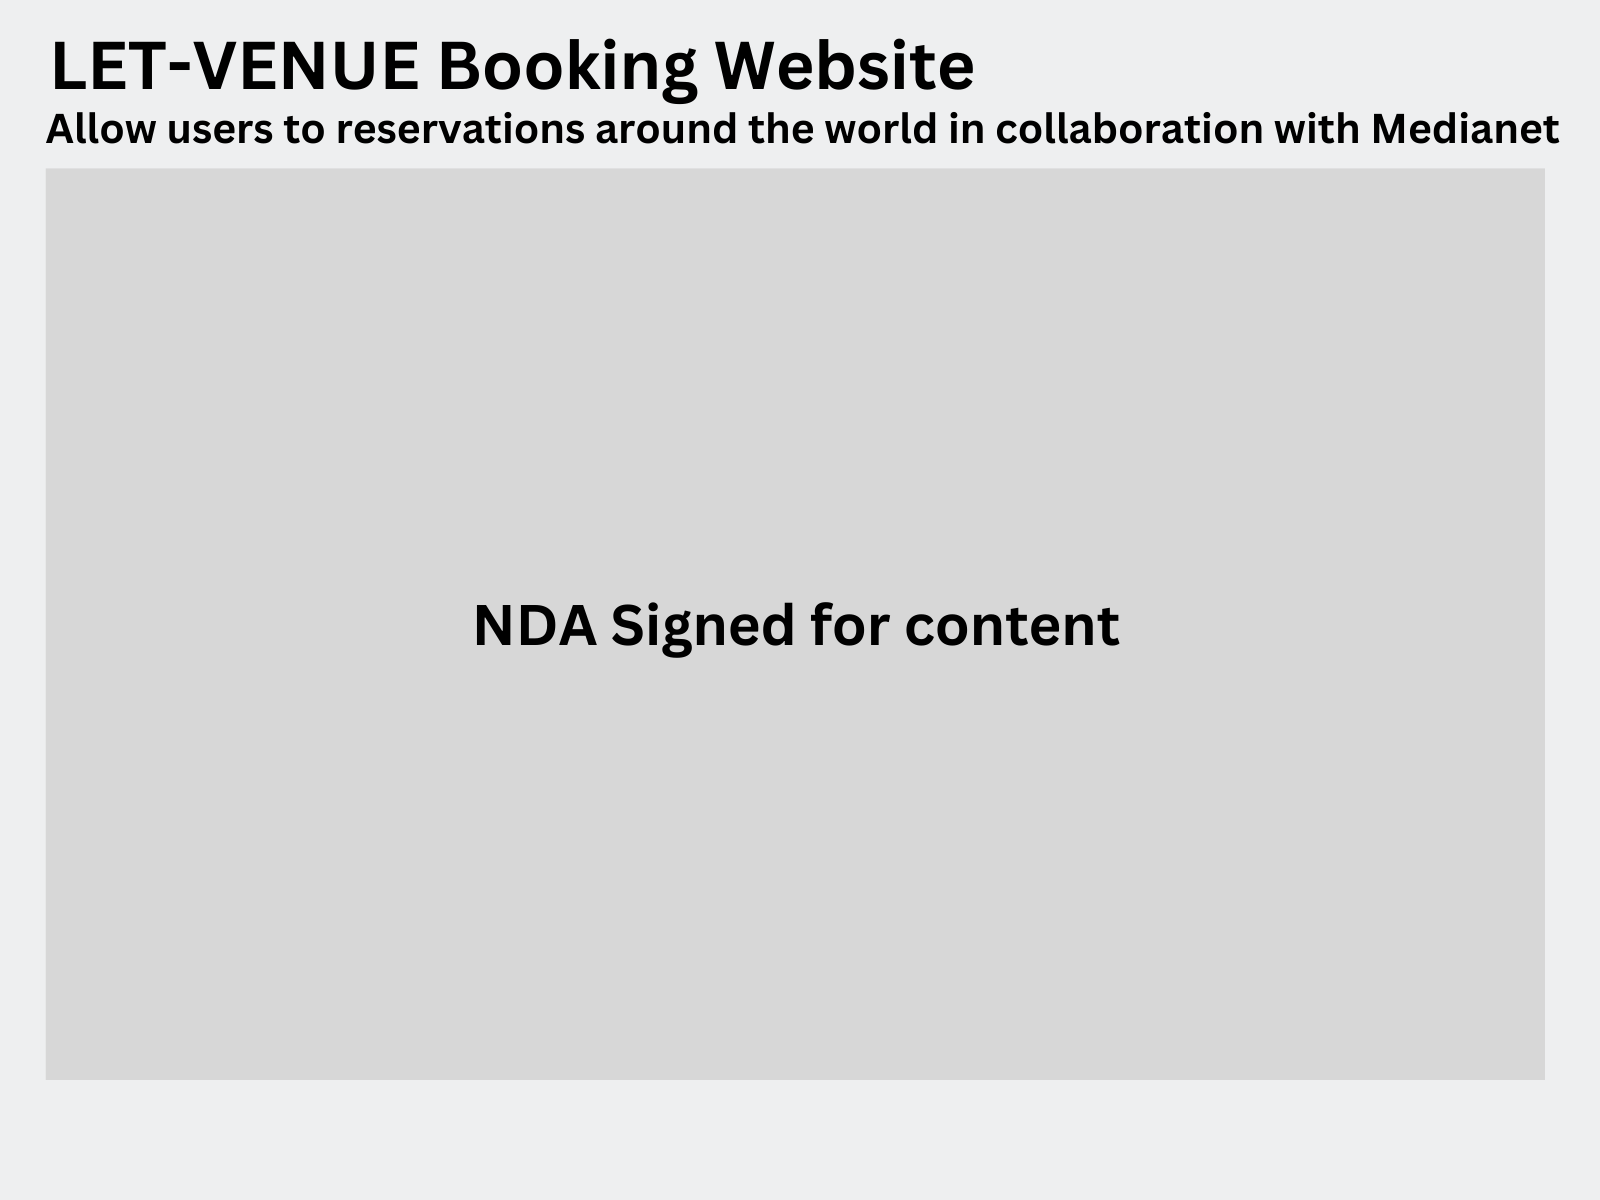 LET-VENUE Booking Website
Allow users to reservations around the world in collaboration with Medianet
NDA Signed for content